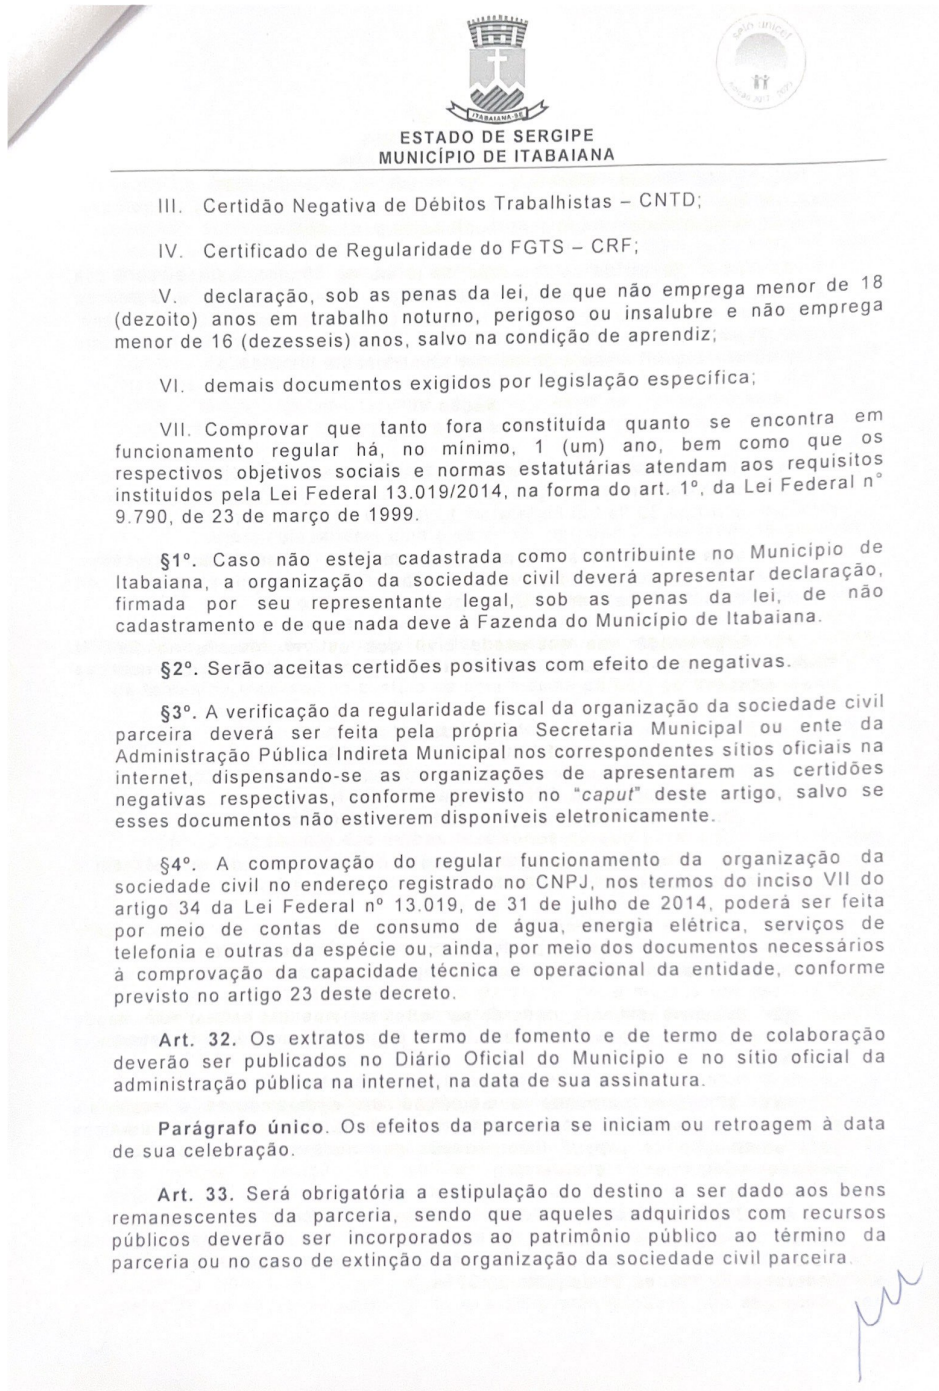 selo unicef
ITABAIANA-SE
ESTADO DE SERGIPE
MUNICÍPIO DE ITABAIANA
III. Certidão Negativa de Débitos Trabalhistas – CNTD;
IV. Certificado de Regularidade do FGTS – CRF;
V. declaração, sob as penas da lei, de que não emprega menor de 18
(dezoito) anos em trabalho noturno, perigoso ou insalubre e não emprega
menor de 16 (dezesseis) anos, salvo na condição de aprendiz;
VI. demais documentos exigidos por legislação específica;
VII. Comprovar que tanto fora constituída quanto se encontra em
funcionamento regular há, no mínimo, 1 (um) ano, bem como que os
respectivos objetivos sociais e normas estatutárias atendam aos requisitos
instituídos pela Lei Federal 13.019/2014, na forma do art. 1º, da Lei Federal n°
9.790, de 23 de março de 1999.
§1º. Caso não esteja cadastrada como contribuinte no Município de
Itabaiana, a organização da sociedade civil deverá apresentar declaração,
firmada por seu representante legal, sob as penas da lei, de não
cadastramento e de que nada deve à Fazenda do Município de Itabaiana.
§2º. Serão aceitas certidões positivas com efeito de negativas.
§3º. A verificação da regularidade fiscal da organização da sociedade civil
parceira deverá ser feita pela própria Secretaria Municipal ou ente da
Administração Pública Indireta Municipal nos correspondentes sítios oficiais na
internet, dispensando-se as organizações de apresentarem as certidões
negativas respectivas, conforme previsto no “caput” deste artigo, salvo se
esses documentos não estiverem disponíveis eletronicamente.
§4º. A comprovação do regular funcionamento da organização da
sociedade civil no endereço registrado no CNPJ, nos termos do inciso VII do
artigo 34 da Lei Federal nº 13.019, de 31 de julho de 2014, poderá ser feita
por meio de contas de consumo de água, energia elétrica, serviços de
telefonia e outras da espécie ou, ainda, por meio dos documentos necessários
à comprovação da capacidade técnica e operacional da entidade, conforme
previsto no artigo 23 deste decreto.
Art. 32. Os extratos de termo de fomento e de termo de colaboração
deverão ser publicados no Diário Oficial do Município e no sítio oficial da
administração pública na internet, na data de sua assinatura.
Parágrafo único. Os efeitos da parceria se iniciam ou retroagem à data
de sua celebração.
Art. 33. Será obrigatória a estipulação do destino a ser dado aos bens
remanescentes da parceria, sendo que aqueles adquiridos com recursos
públicos deverão ser incorporados ao patrimônio público ao término da
parceria ou no caso de extinção da organização da sociedade civil parceira.